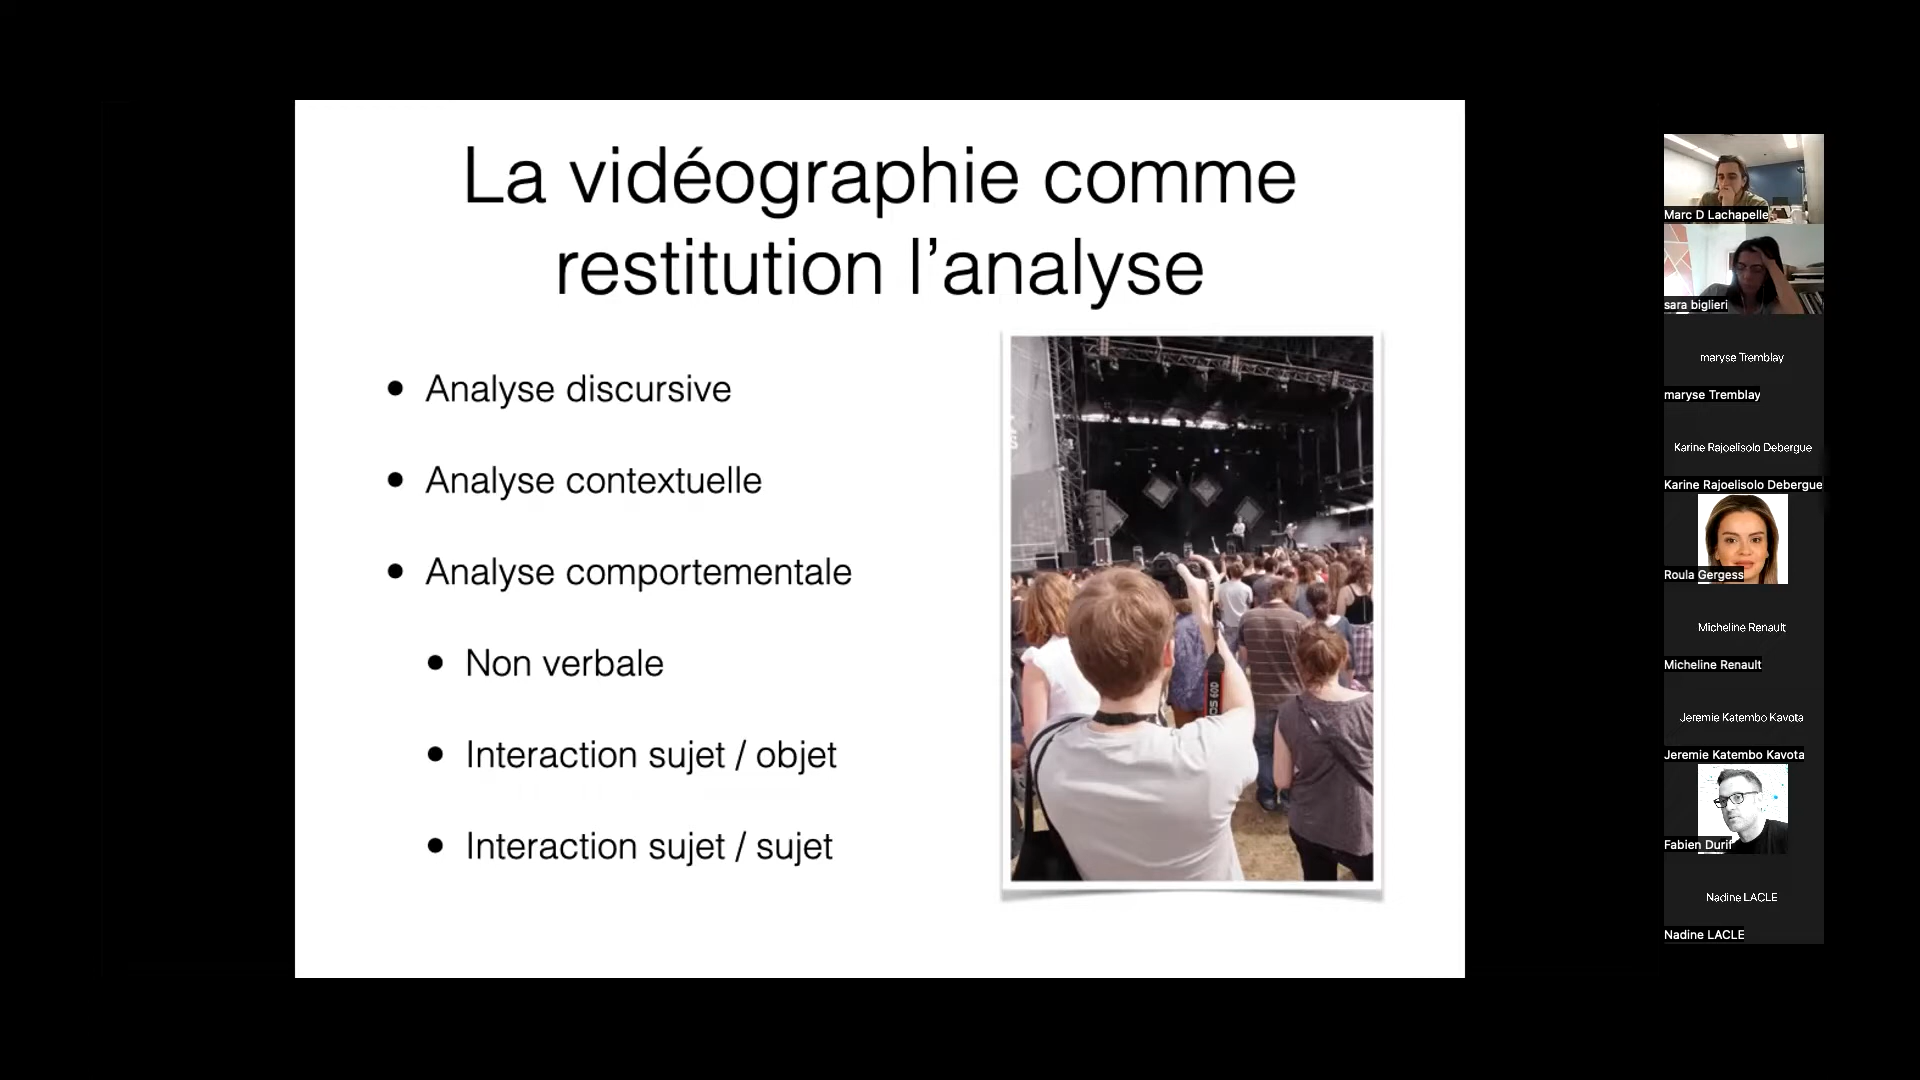 La vidéographie comme
restitution l’analyse
• Analyse discursive
• Analyse contextuelle
• Analyse comportementale
• Non verbale
• Interaction sujet / objet
• Interaction sujet / sujet
Marc D Lachapelle
sara biglieri
maryse Tremblay
maryse Tremblay
Karine Rajoelisolo Debergue
Karine Rajoelisolo Debergue
Roula Gergess
Micheline Renault
Micheline Renault
Jeremie Katembo Kavota
Jeremie Katembo Kavota
Fabien Durif
Nadine LACLE
Nadine LACLE